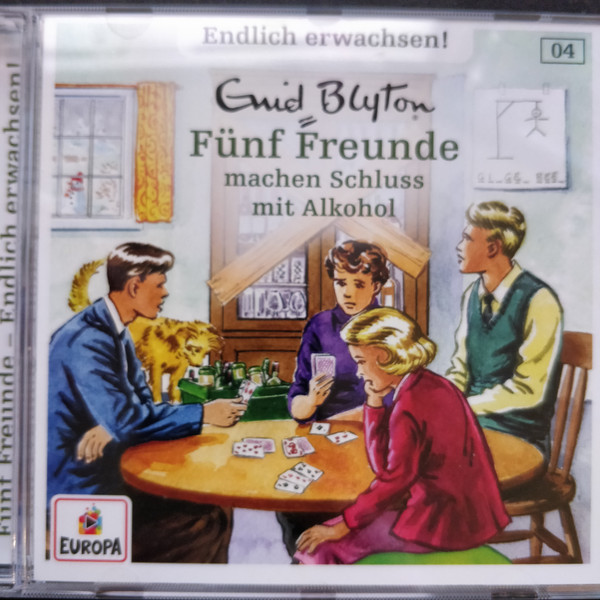 Endlich erwachsen!
04
Enid Blyton
Fünf Freunde
machen Schluss
mit Alkohol
EUROPA
Fünf Freunde – Endlich erwachsen!